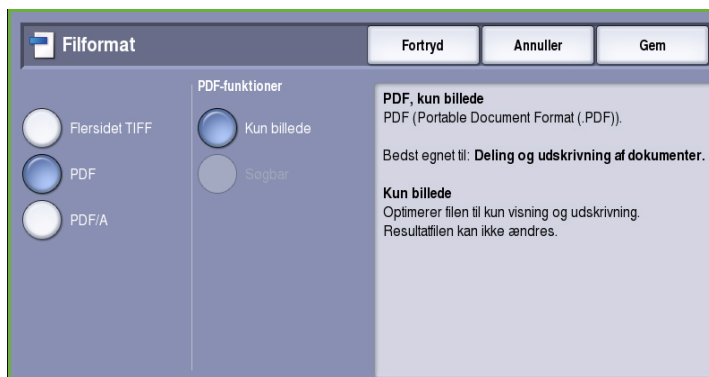 Filformat
Fortryd
Annuller
Gem
PDF-funktioner
Flersidet TIFF
PDF
PDF/A
Kun billede
Søgbar
PDF, kun billede
PDF (Portable Document Format (.PDF)).
Bedst egnet til: Deling og udskrivning af dokumenter.
Kun billede
Optimerer filen til kun visning og udskrivning.
Resultatfilen kan ikke ændres.